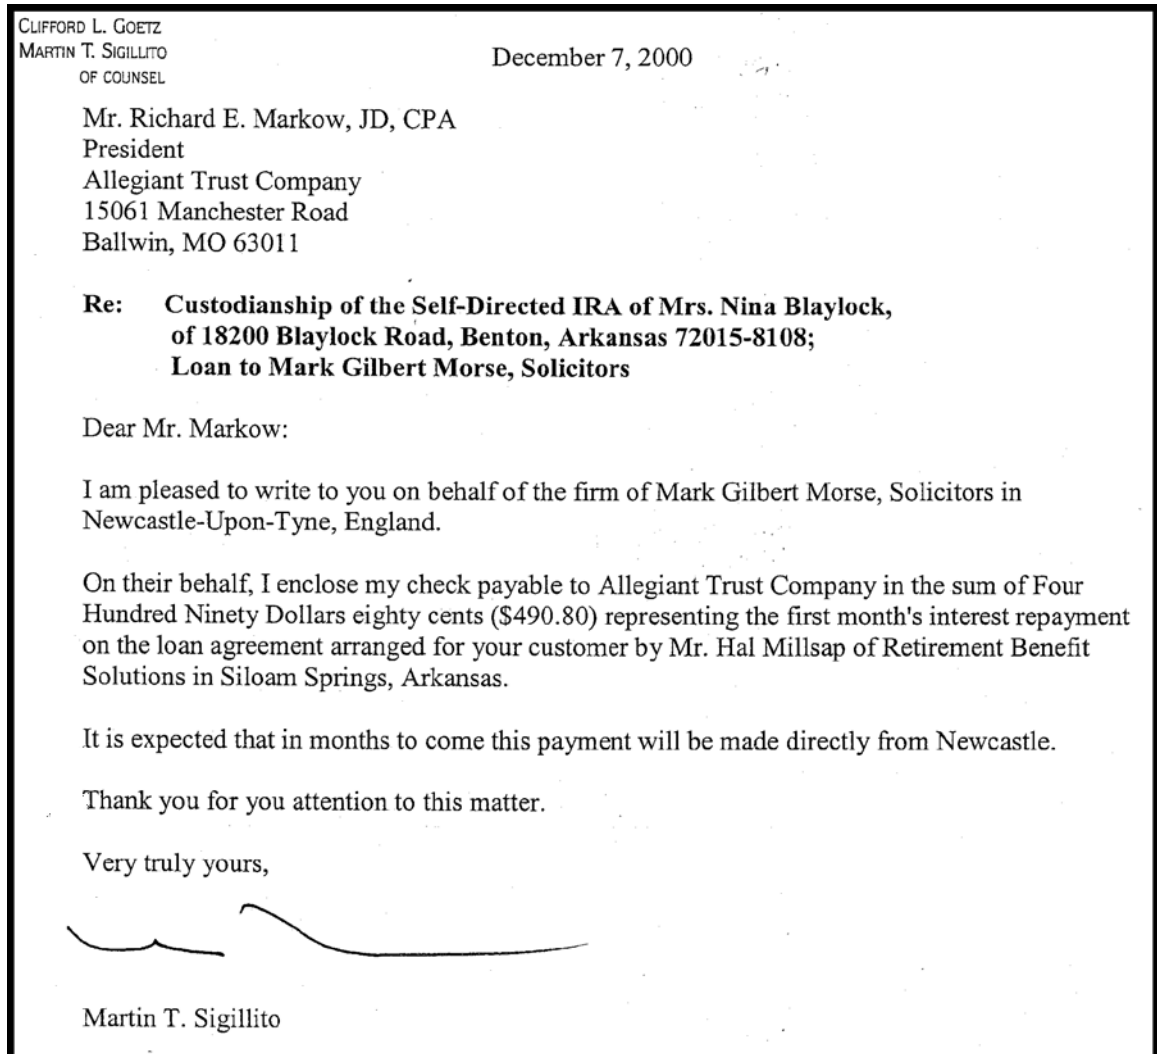 CLIFFORD L. GOETZ
MARTIN T. SIGILLITO
OF COUNSEL
December 7, 2000
Mr. Richard E. Markow, JD, CPA
President
Allegiant Trust Company
15061 Manchester Road
Ballwin, MO 63011
Re: Custodianship of the Self-Directed IRA of Mrs. Nina Blaylock,
of 18200 Blaylock Road, Benton, Arkansas 72015-8108;
Loan to Mark Gilbert Morse, Solicitors
Dear Mr. Markow:
I am pleased to write to you on behalf of the firm of Mark Gilbert Morse, Solicitors in
Newcastle-Upon-Tyne, England.
On their behalf, I enclose my check payable to Allegiant Trust Company in the sum of Four
Hundred Ninety Dollars eighty cents ($490.80) representing the first month's interest repayment
on the loan agreement arranged for your customer by Mr. Hal Millsap of Retirement Benefit
Solutions in Siloam Springs, Arkansas.
It is expected that in months to come this payment will be made directly from Newcastle.
Thank you for you attention to this matter.
Very truly yours,
Martin T. Sigillito